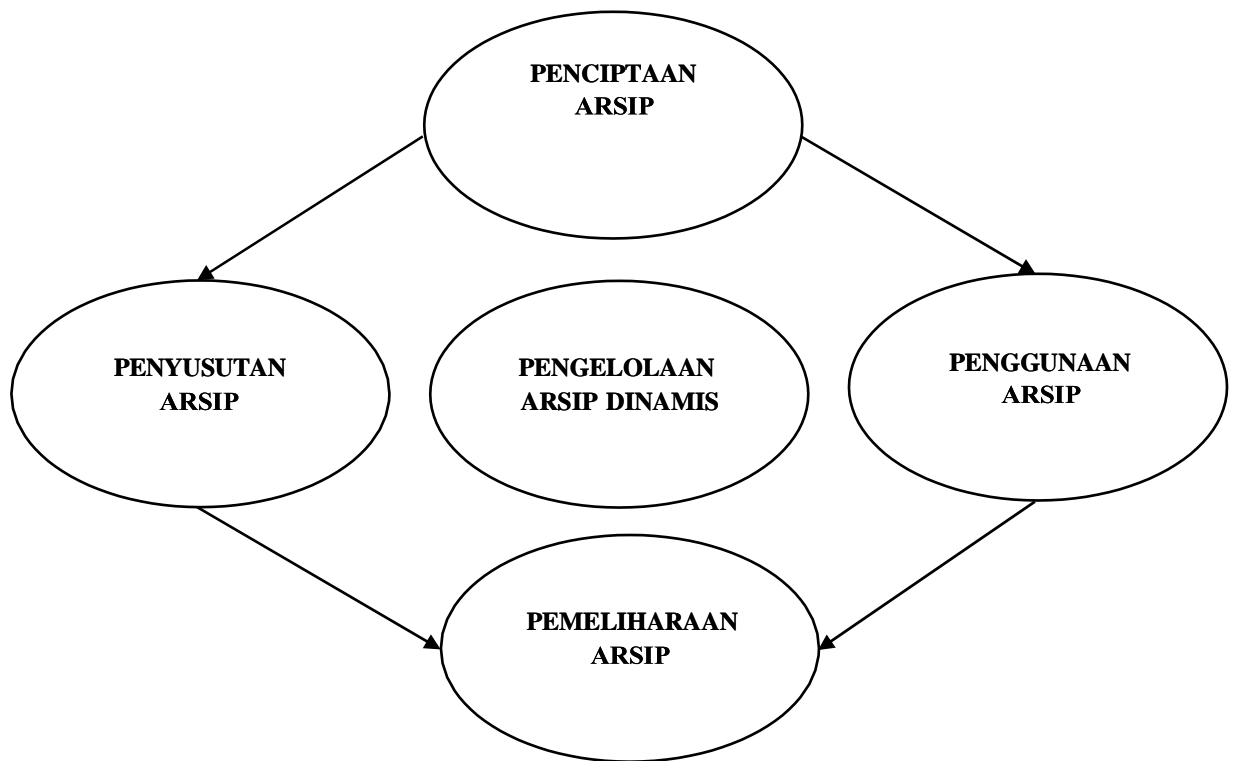 PENCIPTAAN
ARSIP
PENYUSUTAN
ARSIP
PENGELOLAAN
ARSIP DINAMIS
PENGGUNAAN
ARSIP
PEMELIHARAAN
ARSIP